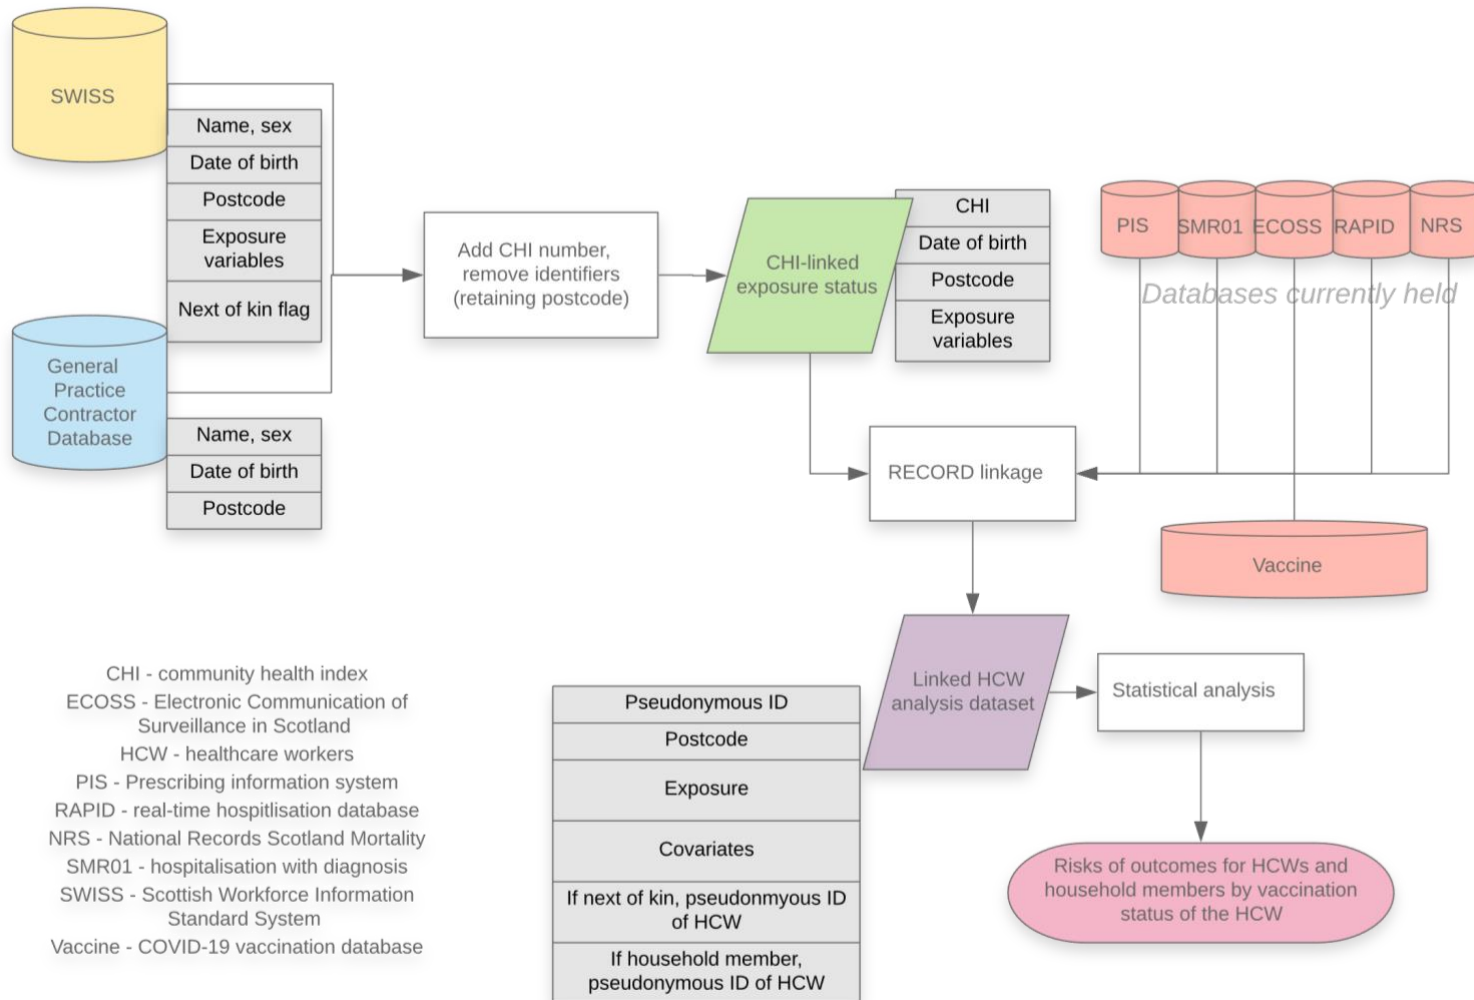 SWISS
Name, sex
Date of birth
Postcode
Exposure
variables
Next of kin flag
General
Practice
Contractor
Database
Name, sex
Date of birth
Postcode
Add CHI number,
remove identifiers
(retaining postcode)
CHI-linked
exposure status
CHI
Date of birth
Postcode
Exposure
variables
PIS
SMR01
ECOSS
RAPID
NRS
Databases currently held
RECORD linkage
Vaccine
Linked HCW
analysis dataset
Statistical analysis
Pseudonymous ID
Postcode
Exposure
Covariates
If next of kin, pseudonmyous ID
of HCW
If household member,
pseudonymous ID of HCW
Risks of outcomes for HCWs and
household members by vaccination
status of the HCW
CHI - community health index
ECOSS - Electronic Communication of
Surveillance in Scotland
HCW - healthcare workers
PIS - Prescribing information system
RAPID - real-time hospitlisation database
NRS - National Records Scotland Mortality
SMR01 - hospitalisation with diagnosis
SWISS - Scottish Workforce Information
Standard System
Vaccine - COVID-19 vaccination database